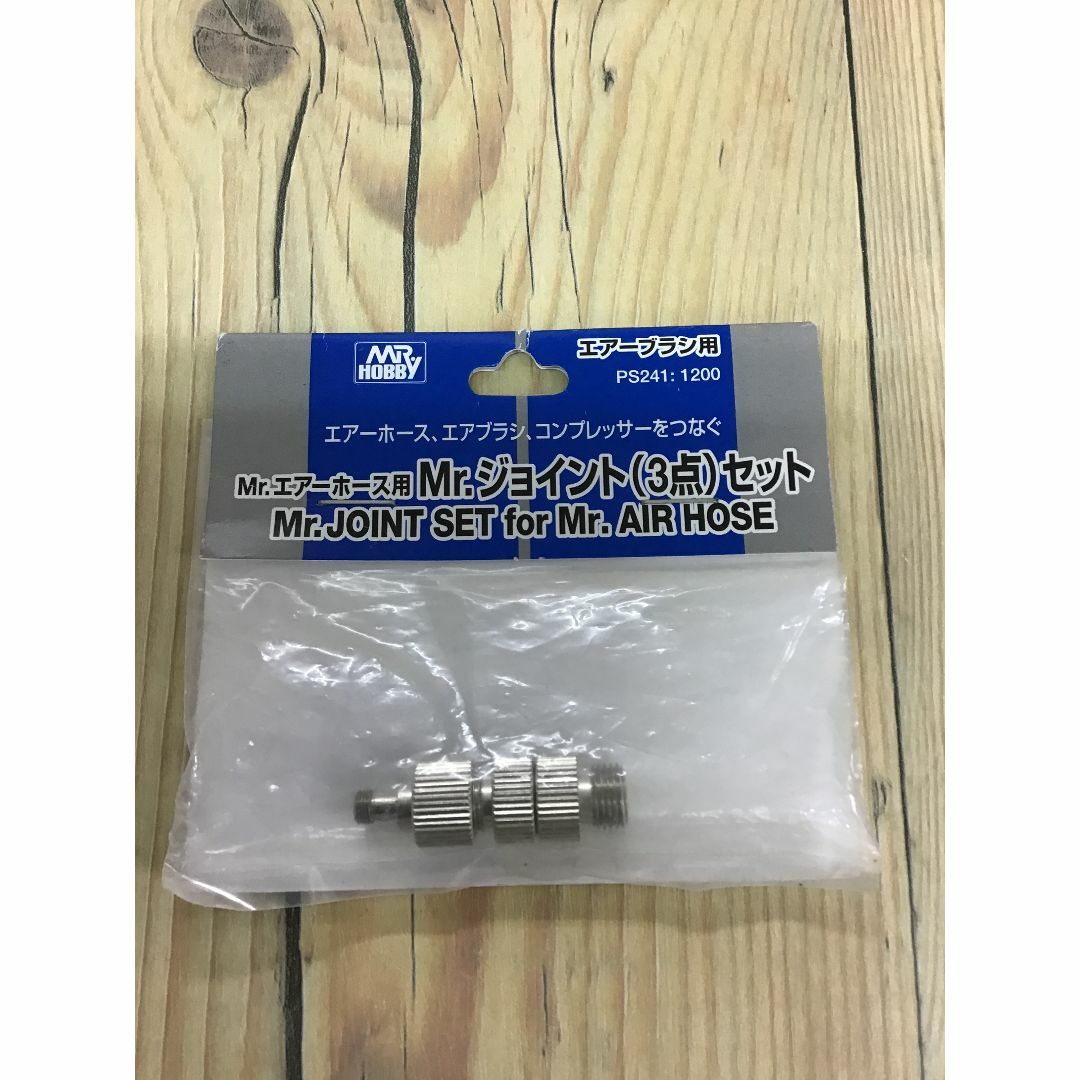 MR.HOBBY
エアーブラシ用
PS241: 1200
エアーホース、エアブラシ、コンプレッサーをつなぐ
Mr.エアーホース用 Mr.ジョイント(3点)セット
Mr.JOINT SET for Mr. AIR HOSE